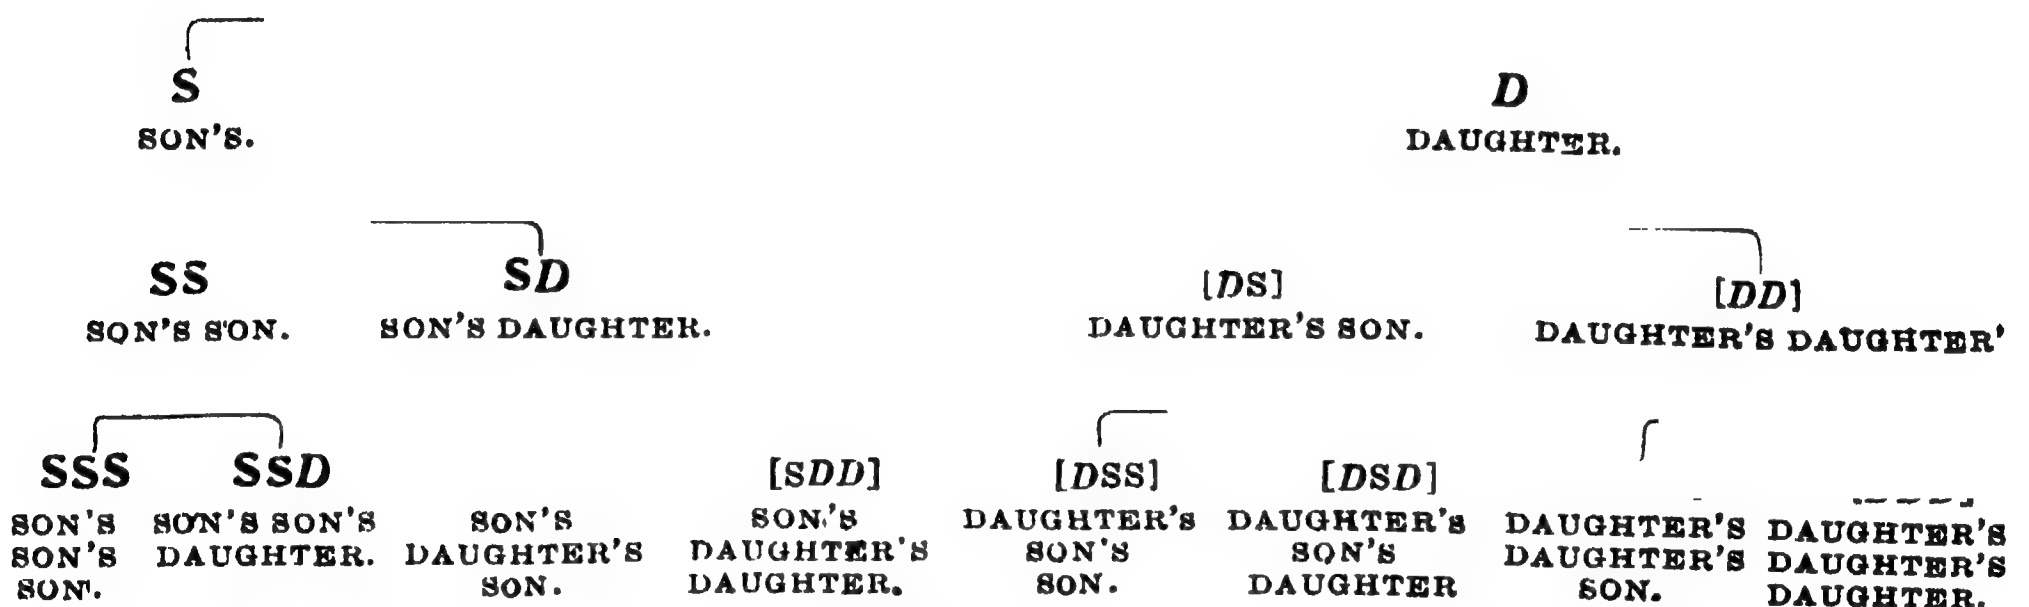 S D
SON'S. DAUGHTER.
SS SD [DS] [DD]
SON'S SON. SON'S DAUGHTER. DAUGHTER'S SON. DAUGHTER'S DAUGHTER'
SSS SSD [SDD] [DSS] [DSD]
SON'S SON'S SON'S SON'S SON'S DAUGHTER'S DAUGHTER'S DAUGHTER'S DAUGHTER'S
SON'S DAUGHTER. DAUGHTER'S DAUGHTER'S SON'S SON'S DAUGHTER'S DAUGHTER'S
SON. SON. DAUGHTER. SON. DAUGHTER SON. DAUGHTER.